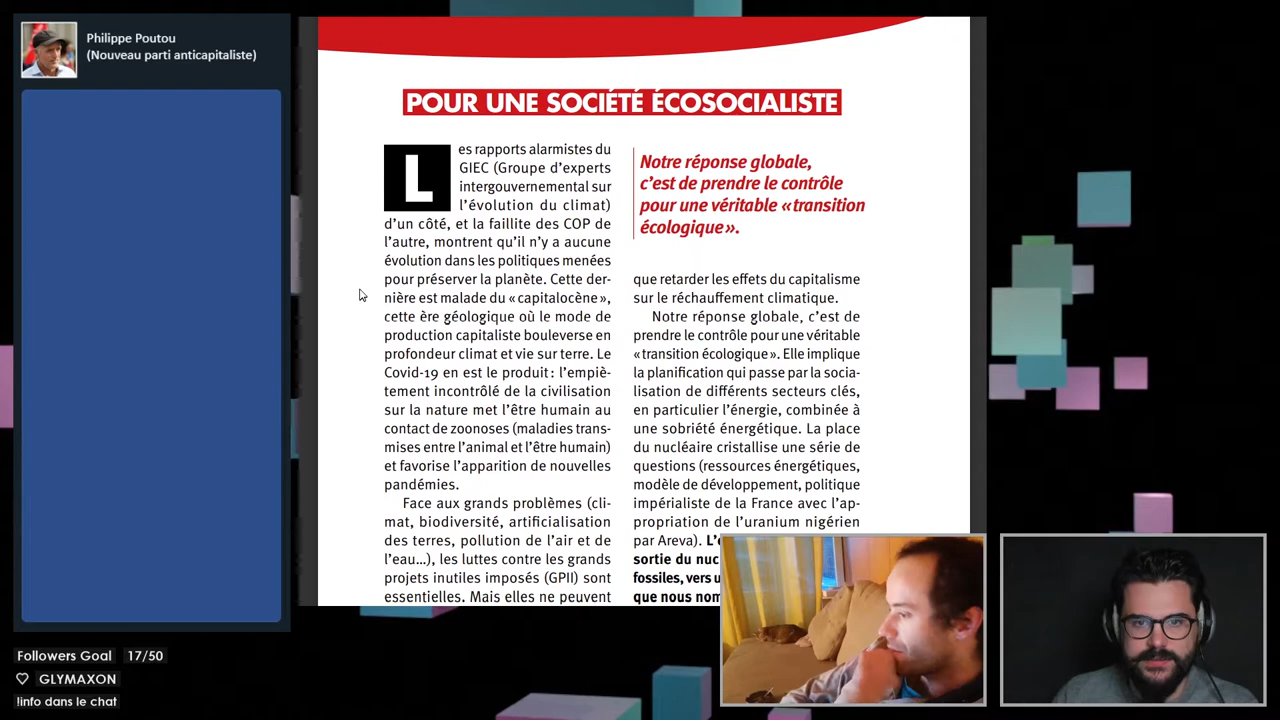 Philippe Poutou
(Nouveau parti anticapitaliste)
POUR UNE SOCIÉTÉ ÉCOSOCIALISTE
Les rapports alarmistes du
GIEC (Groupe d’experts
intergouvernemental sur
l’évolution du climat)
d’un côté, et la faillite des COP de
l’autre, montrent qu’il n’y a aucune
évolution dans les politiques menées
pour préserver la planète. Cette der-
nière est malade du « capitalocène »,
cette ère géologique où le mode de
production capitaliste bouleverse en
profondeur climat et vie sur terre. Le
Covid-19 en est le produit : l’empiè-
tement incontrôlé de la civilisation
sur la nature met l’être humain au
contact de zoonoses (maladies trans-
mises entre l’animal et l’être humain)
et favorise l’apparition de nouvelles
pandémies.
Face aux grands problèmes (cli-
mat, biodiversité, artificialisation
des terres, pollution de l’air et de
l’eau…), les luttes contre les grands
projets inutiles imposés (GPII) sont
essentielles. Mais elles ne peuvent
Notre réponse globale,
c’est de prendre le contrôle
pour une véritable « transition
écologique ».
que retarder les effets du capitalisme
sur le réchauffement climatique.
Notre réponse globale, c’est de
prendre le contrôle pour une véritable
« transition écologique ». Elle implique
la planification qui passe par la socia-
lisation de différents secteurs clés,
en particulier l’énergie, combinée à
une sobriété énergétique. La place
du nucléaire cristallise une série de
questions (ressources énergétiques,
modèle de développement, politique
impérialiste de la France avec l’ap-
propriation de l’uranium nigérien
par Areva). L’
sortie du nuc
fossiles, vers u
que nous nom
Followers Goal 17/50
GLYMAXON
!info dans le chat